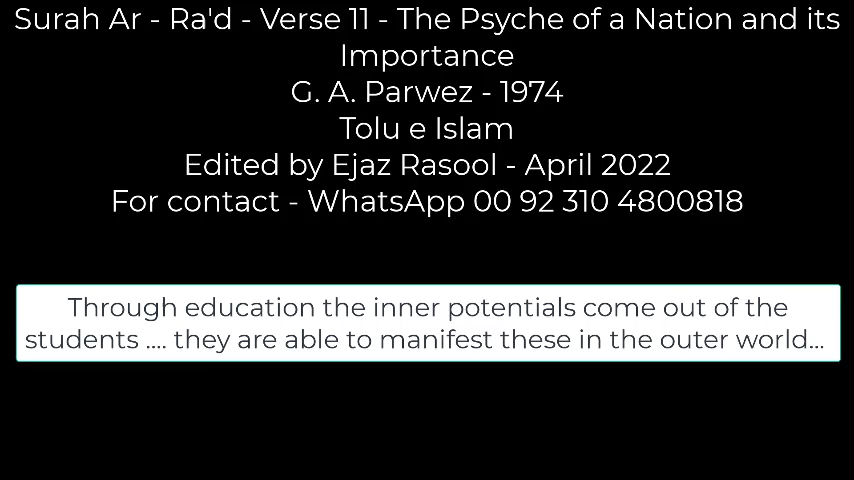 Surah Ar - Ra'd - Verse 11 - The Psyche of a Nation and its
Importance
G. A. Parwez - 1974
Tolu e Islam
Edited by Ejaz Rasool - April 2022
For contact - WhatsApp 00 92 310 4800818
Through education the inner potentials come out of the
students .... they are able to manifest these in the outer world...